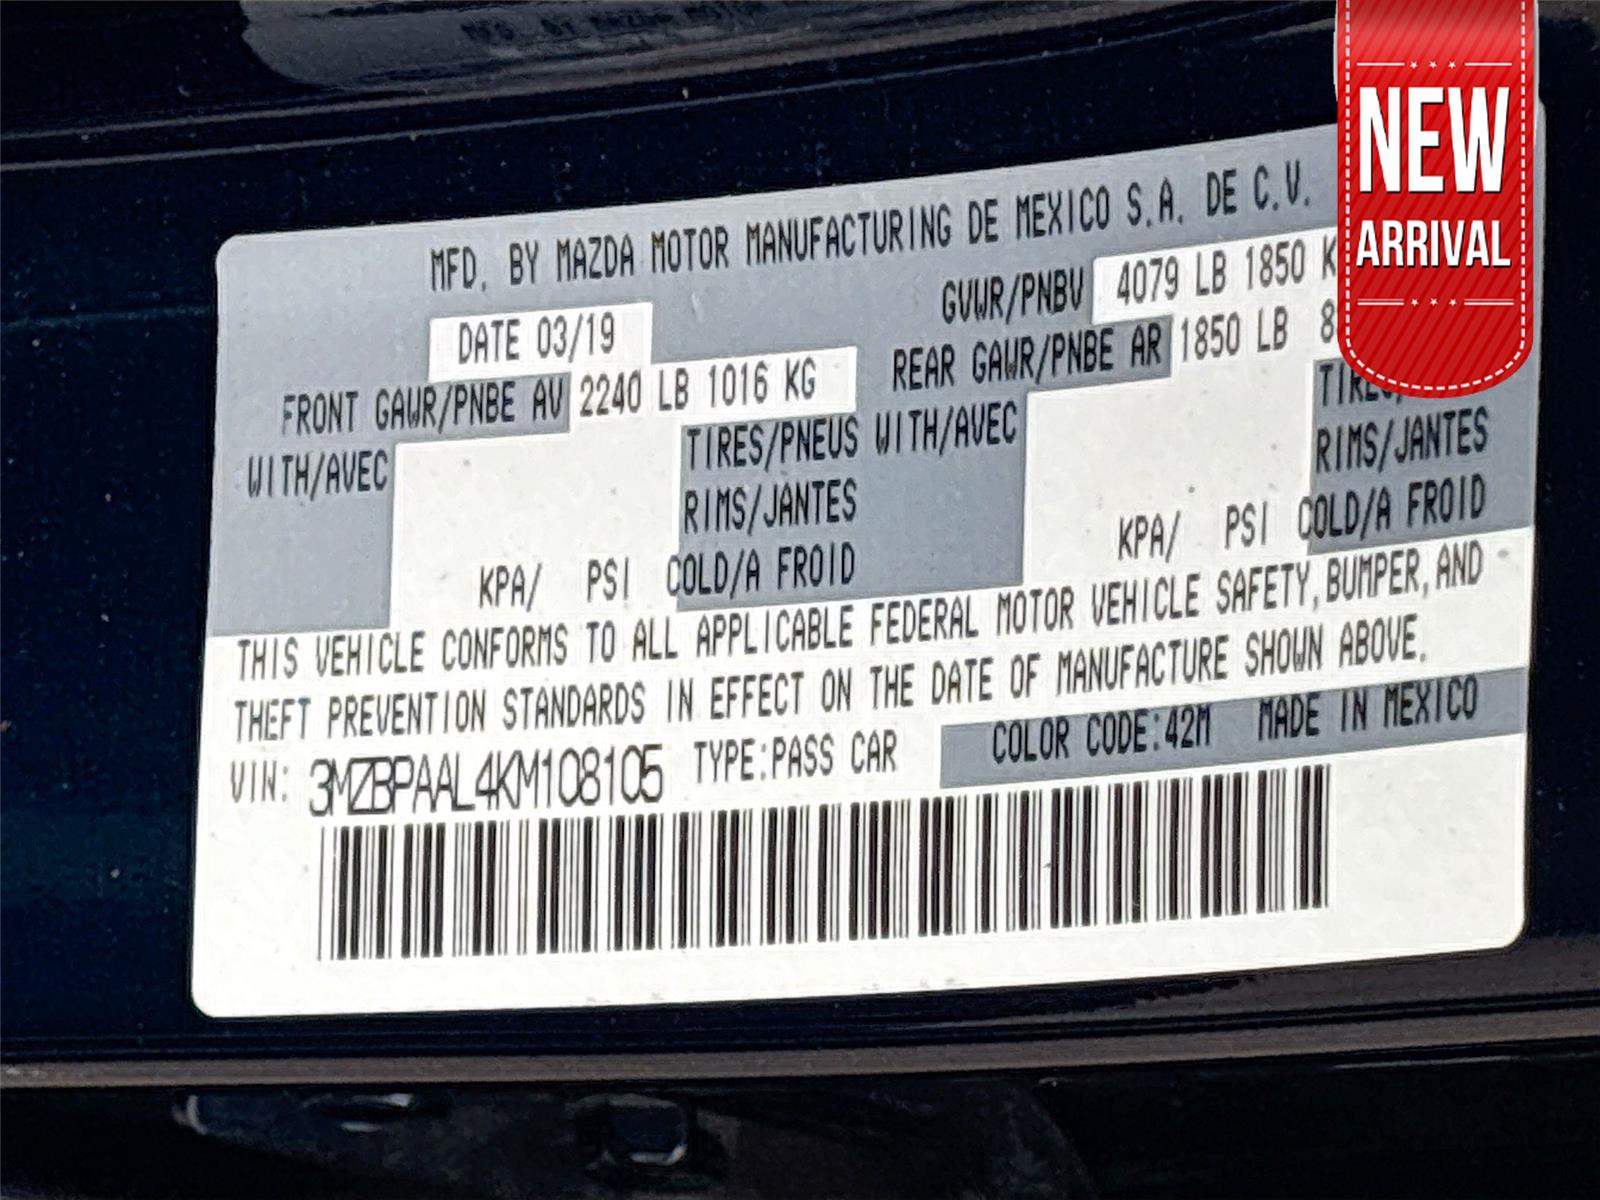 NEW
ARRIVAL
MFD. BY MAZDA MOTOR MANUFACTURING DE MEXICO S.A. DE C.V.
DATE 03/19
GVWR/PNBV 4079 LB 1850
FRONT GAWR/PNBE AV 2240 LB 1016 KG
REAR GAWR/PNBE AR 1850 LB
WITH/AVEC
TIRES/PNEUS
RIMS/JANTES
KPA/ PSI COLD/A FROID
WITH/AVEC
RIMS/JANTES
KPA/ PSI COLD/A FROID
THIS VEHICLE CONFORMS TO ALL APPLICABLE FEDERAL MOTOR VEHICLE SAFETY, BUMPER, AND
THEFT PREVENTION STANDARDS IN EFFECT ON THE DATE OF MANUFACTURE SHOWN ABOVE.
VIN: 3MZBPAAL4KM108105 TYPE:PASS CAR COLOR CODE:42M MADE IN MEXICO